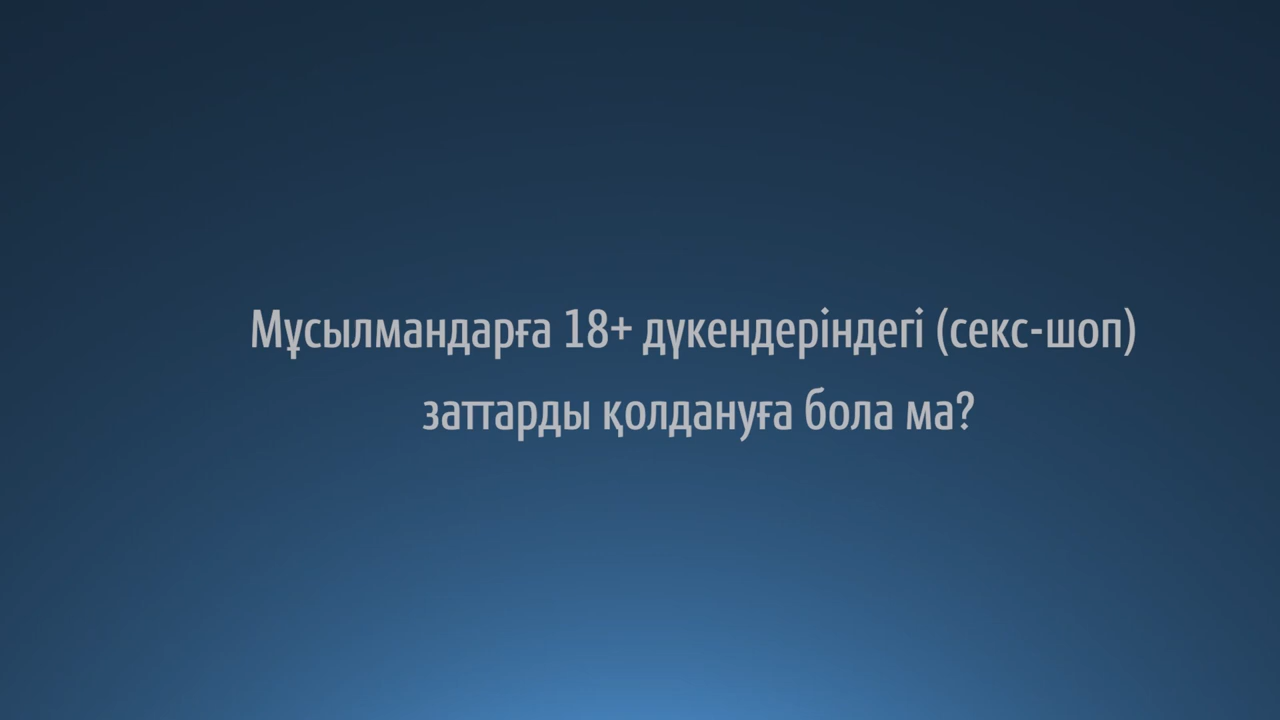 Мұсылмандарға 18+ дүкендеріндегі (секс-шоп)
заттарды қолдануға бола ма?